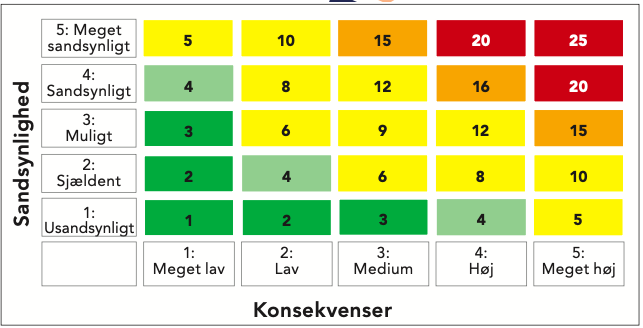 Sandsynlighed
5: Meget
sandsynligt
5
10
15
20
25
4:
Sandsynligt
4
8
12
16
20
3:
Muligt
3
6
9
12
15
2:
Sjældent
2
4
6
8
10
1:
Usandsynligt
1
2
3
4
5
1:
Meget lav
2:
Lav
3:
Medium
4:
Høj
5:
Meget høj
Konsekvenser